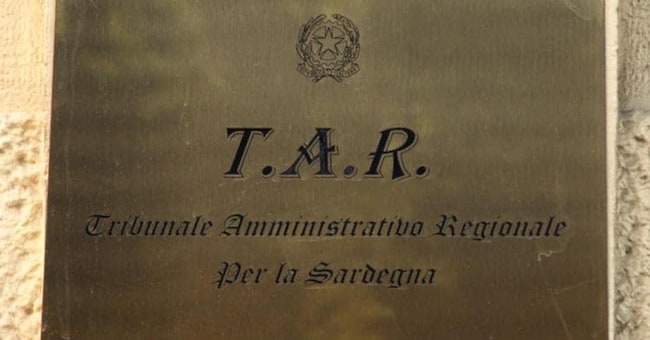 T.A.R.
Tribunale Amministrativo Regionale
Per la Sardegna